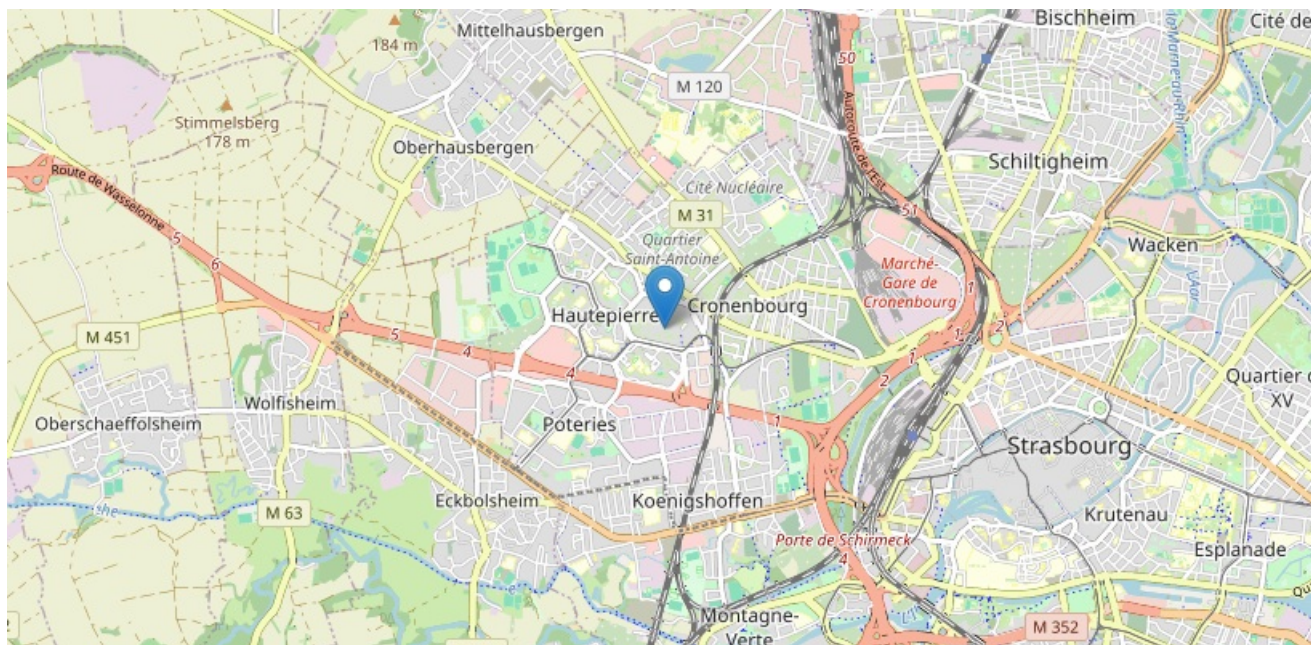 Mittelhausbergen
184 m
Bischheim
Cité de
50
M 120
Autoroute de l'Est
Stimmelsberg
178 m
Oberhausbergen
Schiltigheim
Route de Wasselonne
Cité Nucléaire
51
5
M 31
Quartier
Saint-Antoine
Wacken
6
Marché-
Gare de
Cronenbourg
1
L'Aar
Hautepierre
Cronenbourg
2
M 451
5
4
4
1
1
2
Quartier
XV
Wolfisheim
Oberschaeffolsheim
Poteries
1
Strasbourg
Eckbolsheim
Koenigshoffen
M 63
Krutenau
Porte de Schirmeck
4
Esplanade
Montagne-
Verte
M 352